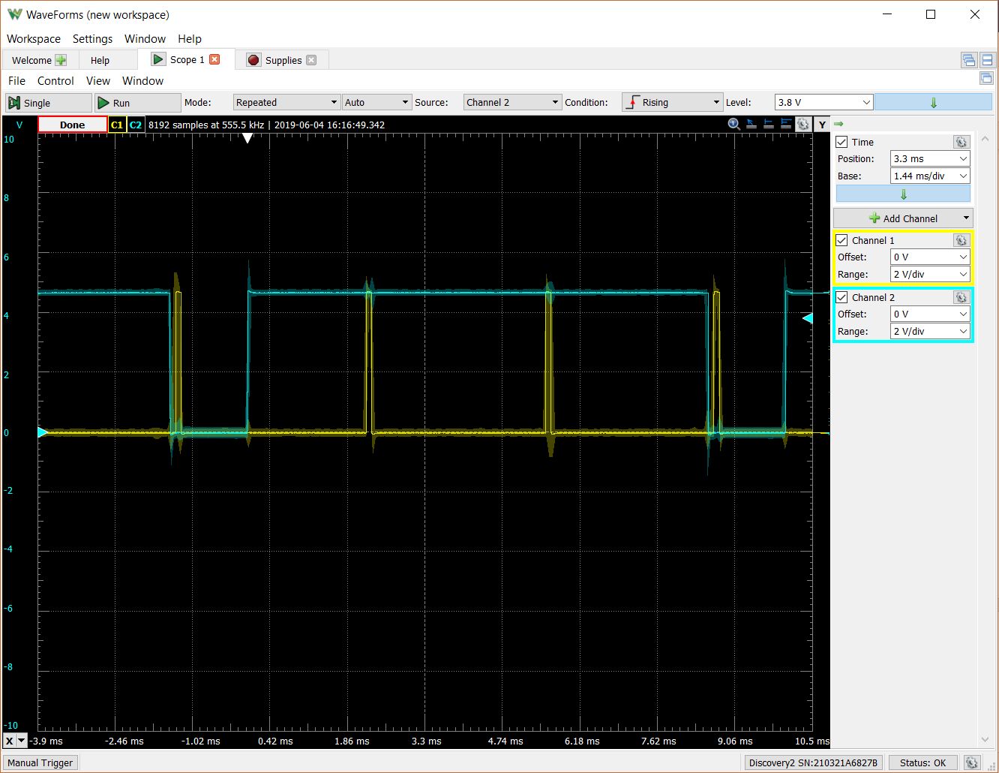 WaveForms (new workspace)
Workspace Settings Window Help
Welcome Help Scope 1 Supplies
File Control View Window
Single Run Mode: Repeated Auto Source: Channel 2 Condition: Rising Level: 3.8 V
V Done C1 C2 8192 samples at 555.5 kHz | 2019-06-04 16:16:49.342 Y
10
8
6
4
2
0
-2
-4
-6
-8
-10
X -3.9 ms -2.46 ms -1.02 ms 0.42 ms 1.86 ms 3.3 ms 4.74 ms 6.18 ms 7.62 ms 9.06 ms 10.5 ms
Time
Position: 3.3 ms
Base: 1.44 ms/div
Add Channel
Channel 1
Offset: 0 V
Range: 2 V/div
Channel 2
Offset: 0 V
Range: 2 V/div
Manual Trigger Discovery2 SN:210321A6827B Status: OK